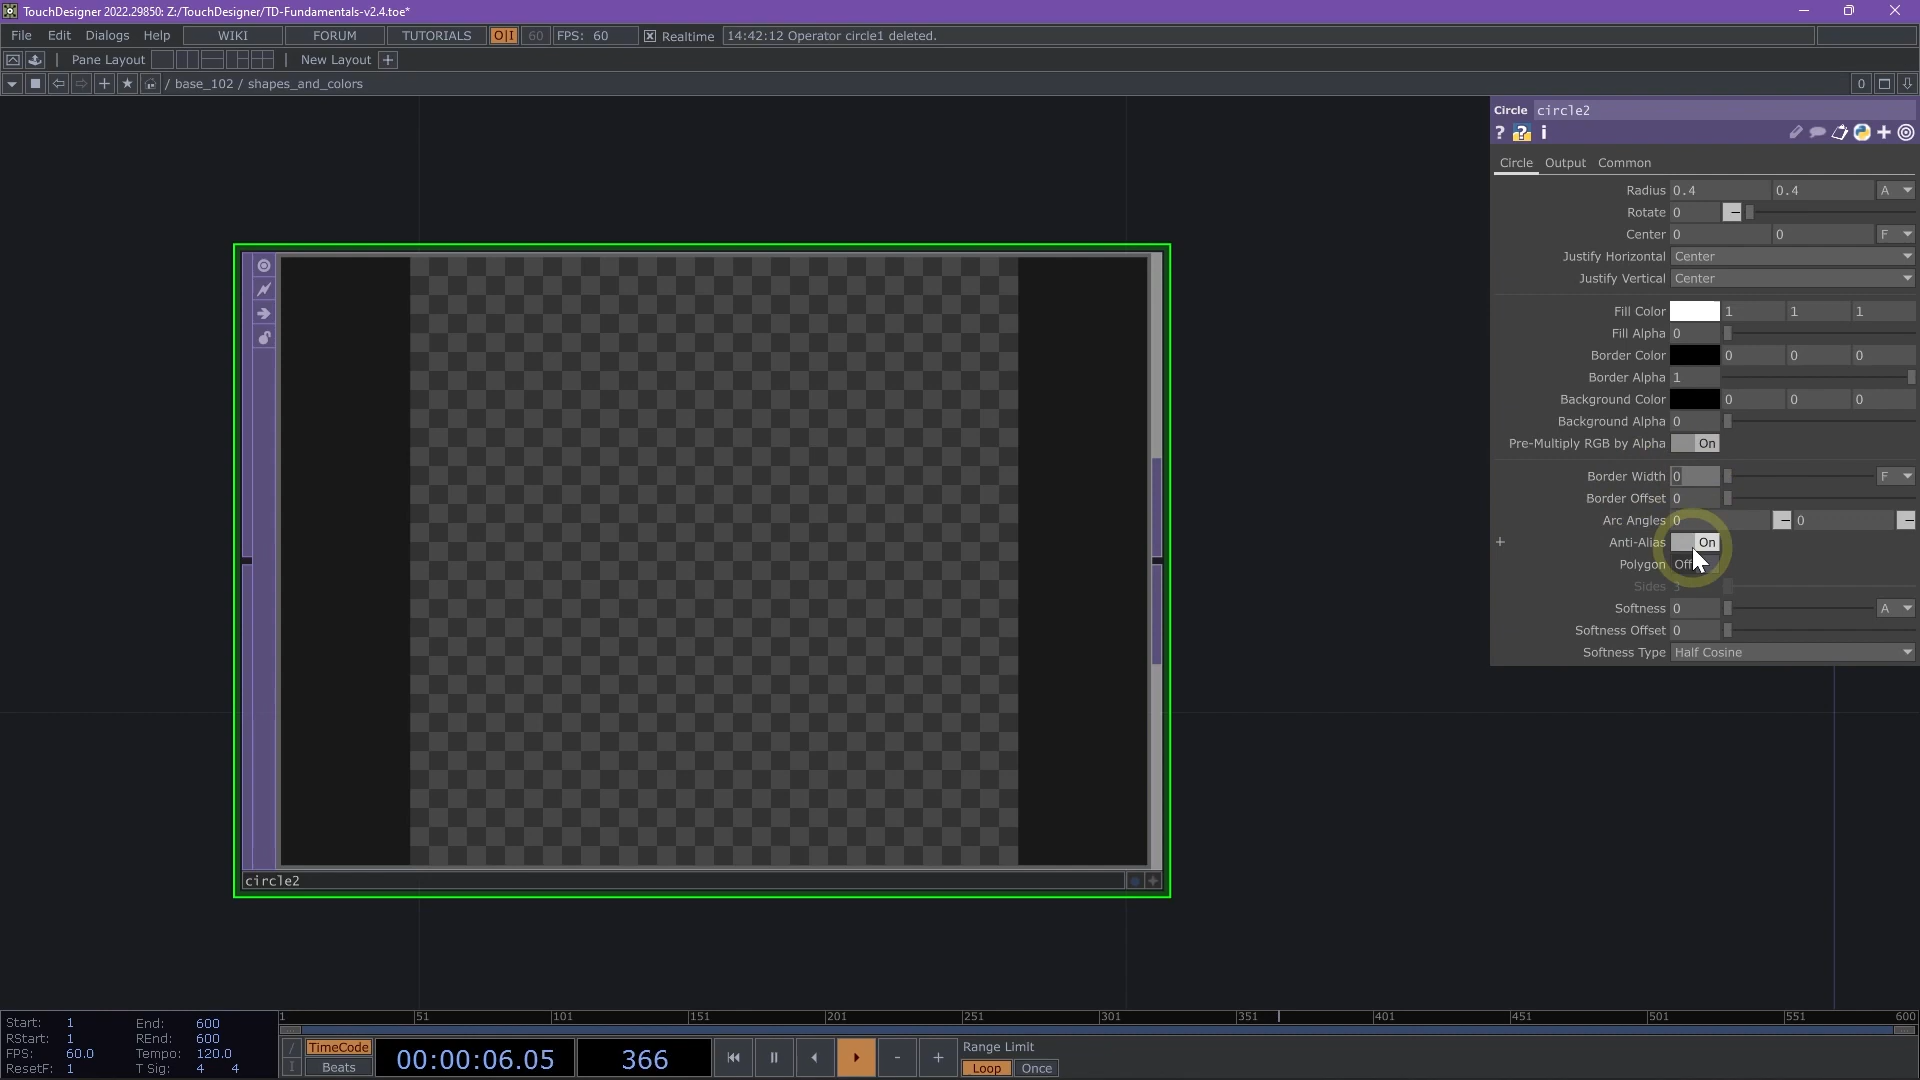 TouchDesigner 2022.29850: Z:/TouchDesigner/TD-Fundamentals-v2.4.toe*
File Edit Dialogs Help WIKI FORUM TUTORIALS O|I 60 FPS: 60 Realtime 14:42:12 Operator circle1 deleted.
Pane Layout New Layout +
/ base_102 / shapes_and_colors 0
Circle circle2
? ? i
Circle Output Common
Radius 0.4 0.4 A
Rotate 0
Center 0 0 F
Justify Horizontal Center
Justify Vertical Center
Fill Color 1 1 1
Fill Alpha 0
Border Color 0 0 0
Border Alpha 1
Background Color 0 0 0
Background Alpha 0
Pre-Multiply RGB by Alpha On
Border Width 0 F
Border Offset 0
Arc Angles 0 0
+ Anti-Alias On
Polygon Off
Sides 3
Softness 0 A
Softness Offset 0
Softness Type Half Cosine
circle2
1 51 101 151 201 251 301 351 401 451 501 551 600
Start: 1 End: 600
RStart: 1 REnd: 600
FPS: 60.0 Tempo: 120.0
ResetF: 1 T Sig: 4 4
/ TimeCode
I Beats
00:00:06.05 366 - +
Range Limit
Loop Once